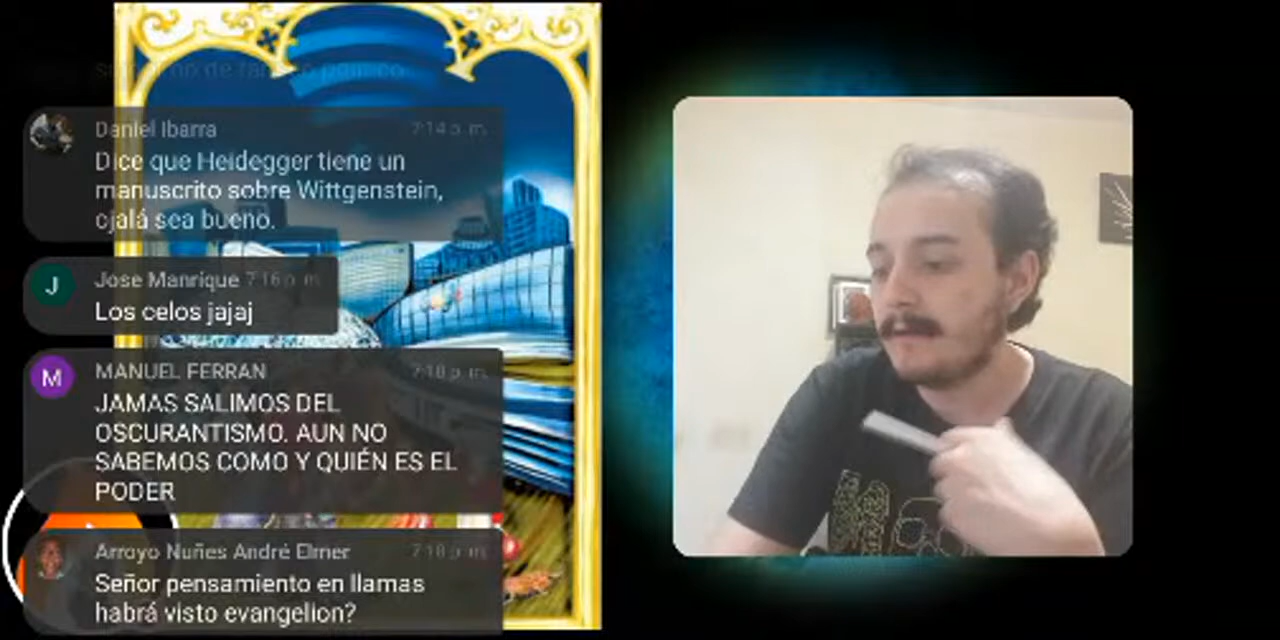 Daniel Ibarra
7:14 p. m.
Dice que Heidegger tiene un
manuscrito sobre Wittgenstein,
ojalá sea bueno.
Jose Manrique 7:16 p. m.
Los celos jajaj
MANUEL FERRAN
7:18 p. m.
JAMAS SALIMOS DEL
OSCURANTISMO. AUN NO
SABEMOS COMO Y QUIÉN ES EL
PODER
Arroyo Nuñes André Elmer
7:18 p. m.
Señor pensamiento en llamas
habrá visto evangelion?